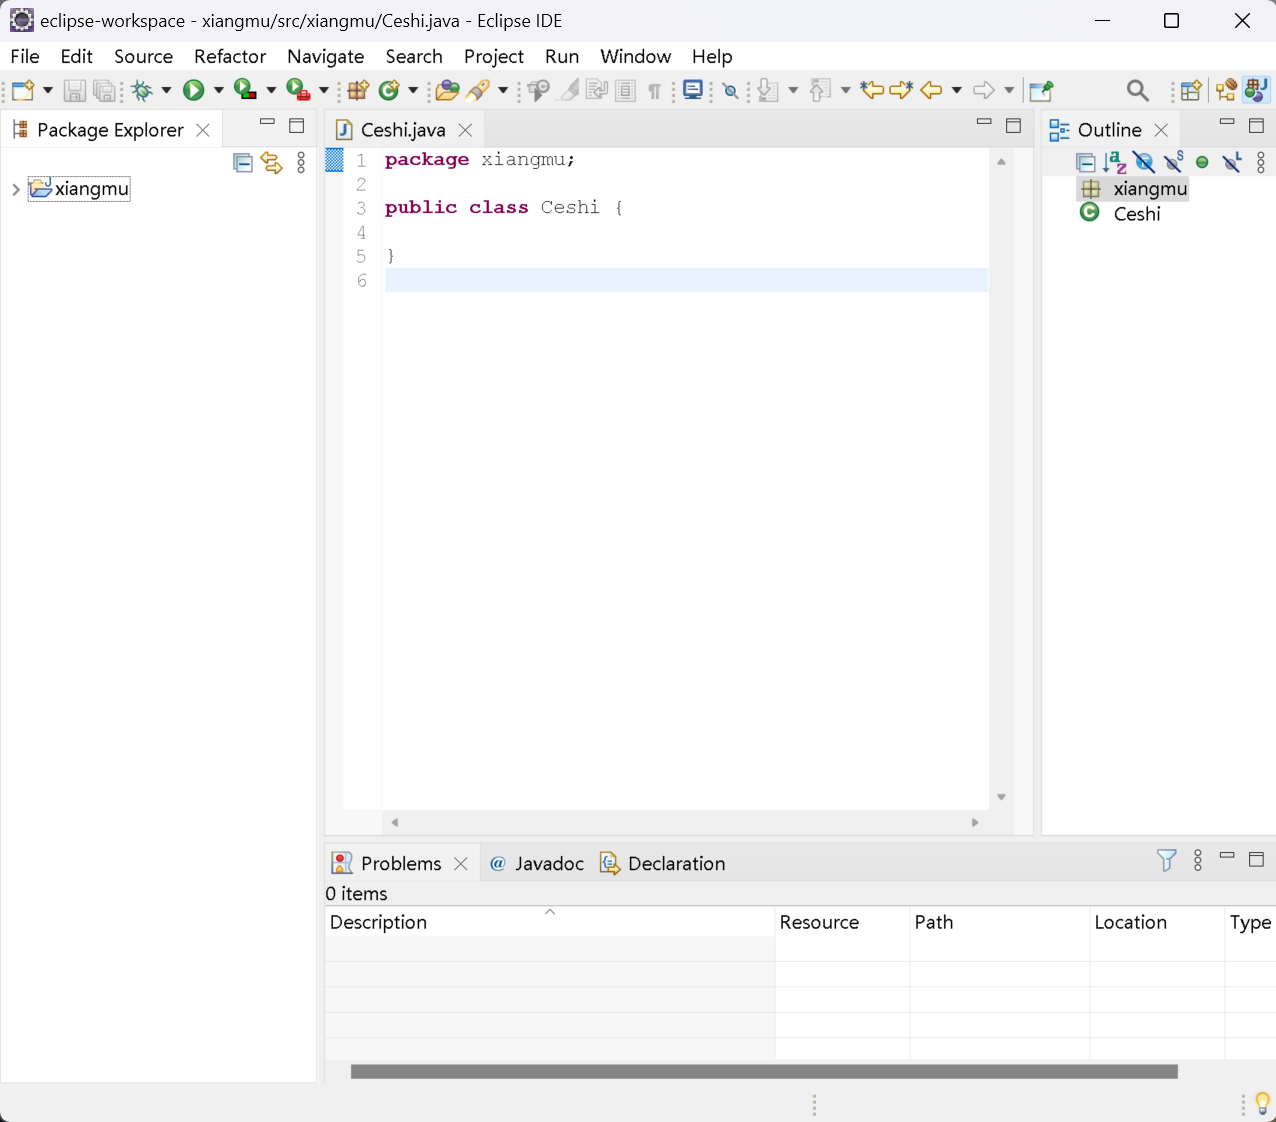 eclipse-workspace - xiangmu/src/xiangmu/Ceshi.java - Eclipse IDE
File Edit Source Refactor Navigate Search Project Run Window Help
Package Explorer
xiangmu
Ceshi.java
1 package xiangmu;
2
3 public class Ceshi {
4
5 }
6
Outline
xiangmu
Ceshi
Problems @ Javadoc Declaration
0 items
Description Resource Path Location Type